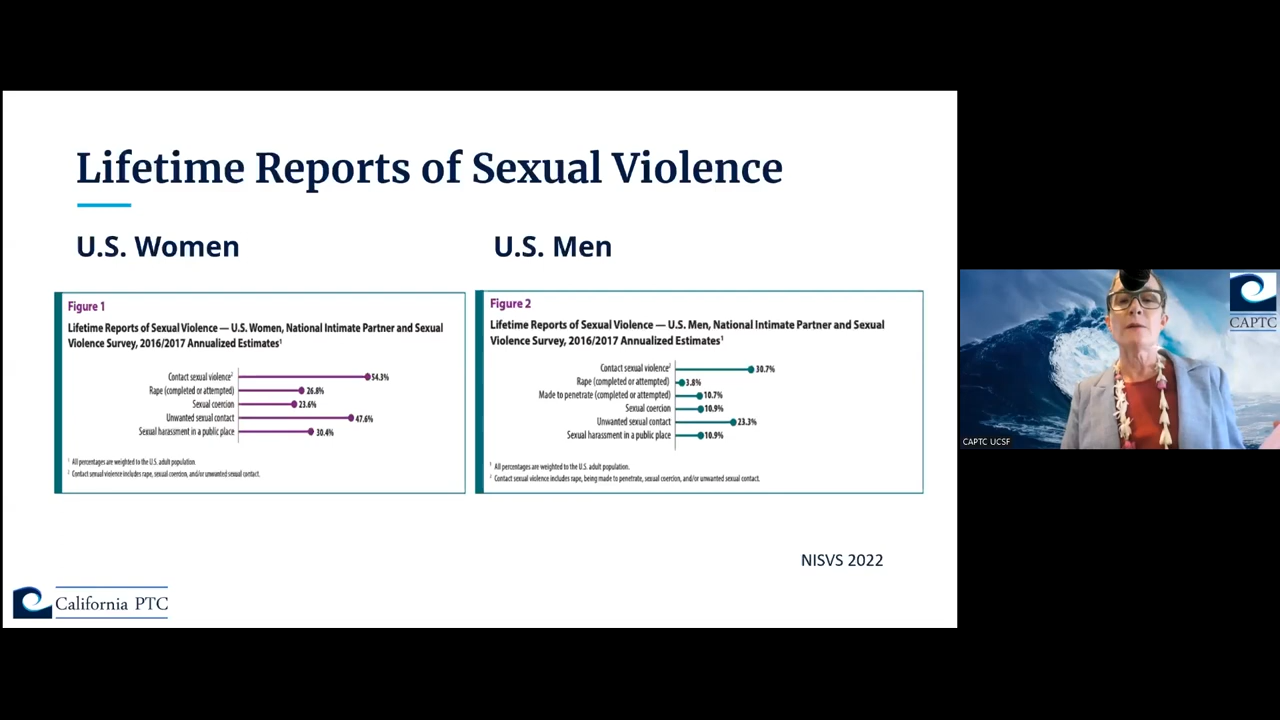 Lifetime Reports of Sexual Violence
U.S. Women
Figure 1
Lifetime Reports of Sexual Violence — U.S. Women, National Intimate Partner and Sexual
Violence Survey, 2016/2017 Annualized Estimates¹
Contact sexual violence² 54.3%
Rape (completed or attempted) 26.8%
Sexual coercion 23.6%
Unwanted sexual contact 47.6%
Sexual harassment in a public place 30.4%
¹ All percentages are weighted to the U.S. adult population.
² Contact sexual violence includes rape, sexual coercion, and/or unwanted sexual contact.
U.S. Men
Figure 2
Lifetime Reports of Sexual Violence — U.S. Men, National Intimate Partner and Sexual
Violence Survey, 2016/2017 Annualized Estimates¹
Contact sexual violence² 30.7%
Rape (completed or attempted) 3.8%
Made to penetrate (completed or attempted) 10.7%
Sexual coercion 10.9%
Unwanted sexual contact 23.3%
Sexual harassment in a public place 10.9%
¹ All percentages are weighted to the U.S. adult population.
² Contact sexual violence includes rape, being made to penetrate, sexual coercion, and/or unwanted sexual contact.
NISVS 2022
California PTC
CAPTC
CAPTC UCSF